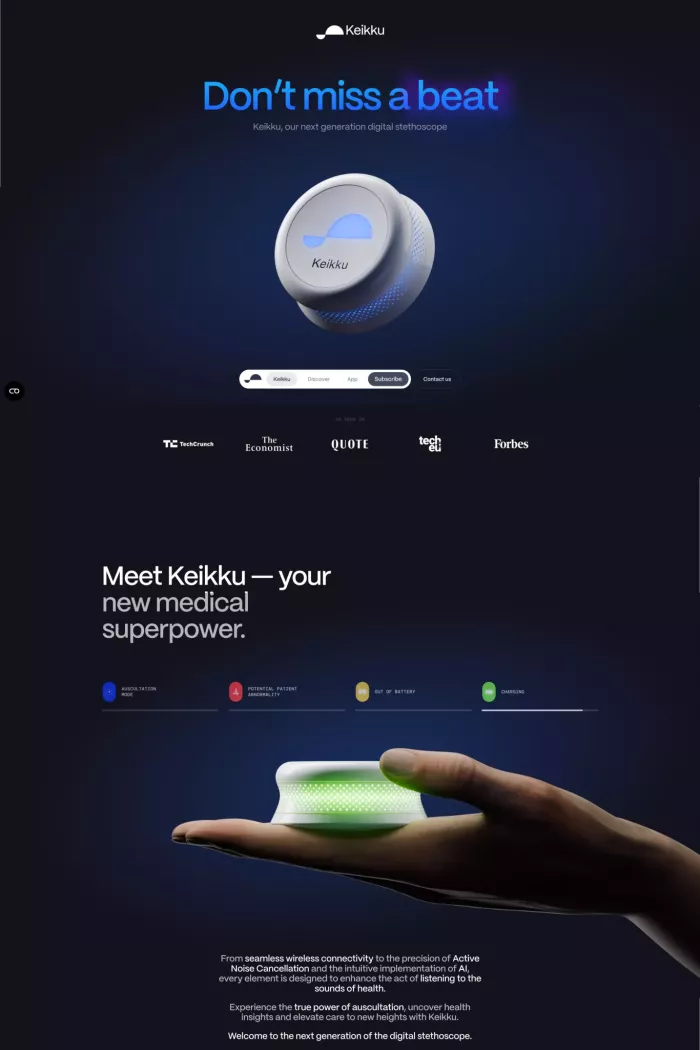 Keikku
Don't miss a beat
Keikku, our next generation digital stethoscope
Keikku
Keikku Discover App Subscribe Contact us
TC TechCrunch
The
Economist
QUOTE
tech
eu
Forbes
Meet Keikku — your
new medical
superpower.
AUSCULTATION
MODE
POTENTIAL PATIENT
ABNORMALITY
OUT OF BATTERY
CHARGING
From seamless wireless connectivity to the precision of Active
Noise Cancellation and the intuitive implementation of AI,
every element is designed to enhance the act of listening to the
sounds of health.
Experience the true power of auscultation, uncover health
insights and elevate care to new heights with Keikku.
Welcome to the next generation of the digital stethoscope.